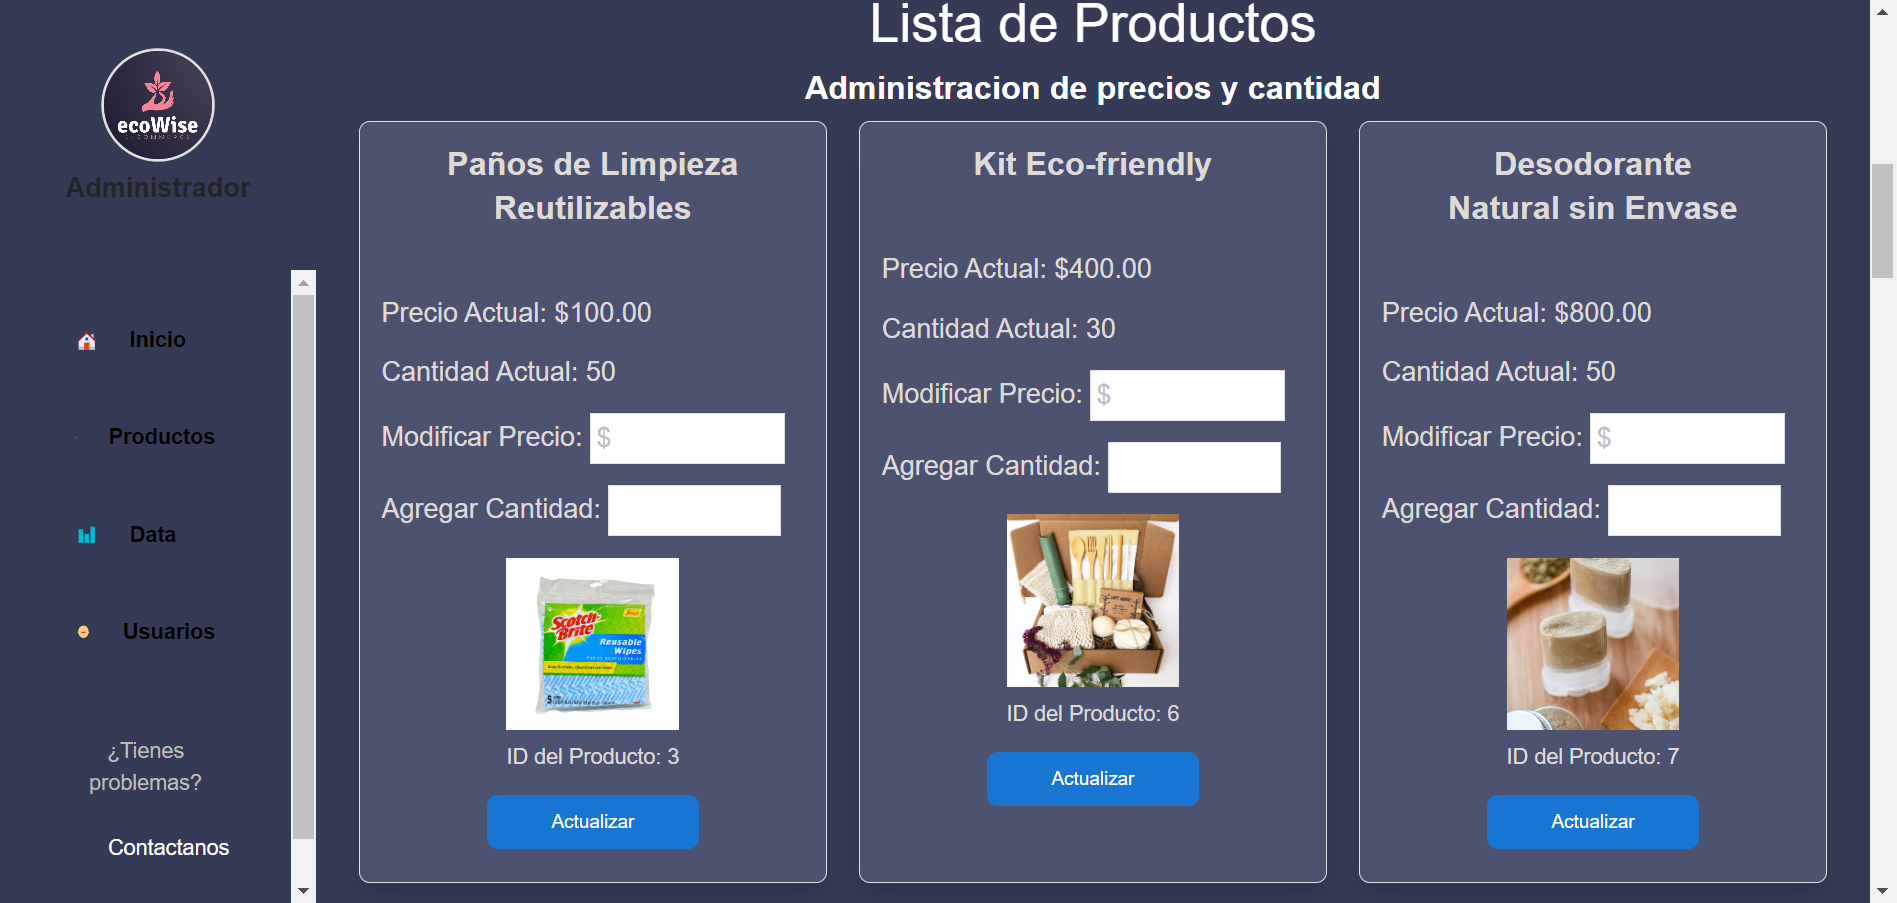 Lista de Productos
Administracion de precios y cantidad
ecoWise
E-COMMERCE
Administrador
Inicio
Productos
Data
Usuarios
¿Tienes
problemas?
Contactanos
Paños de Limpieza
Reutilizables
Precio Actual: $100.00
Cantidad Actual: 50
Modificar Precio: $
Agregar Cantidad:
Scotch-
Brite
Reusable
Wipes
PAÑOS REUTILIZABLES
5
ID del Producto: 3
Actualizar
Kit Eco-friendly
Precio Actual: $400.00
Cantidad Actual: 30
Modificar Precio: $
Agregar Cantidad:
ID del Producto: 6
Actualizar
Desodorante
Natural sin Envase
Precio Actual: $800.00
Cantidad Actual: 50
Modificar Precio: $
Agregar Cantidad:
ID del Producto: 7
Actualizar